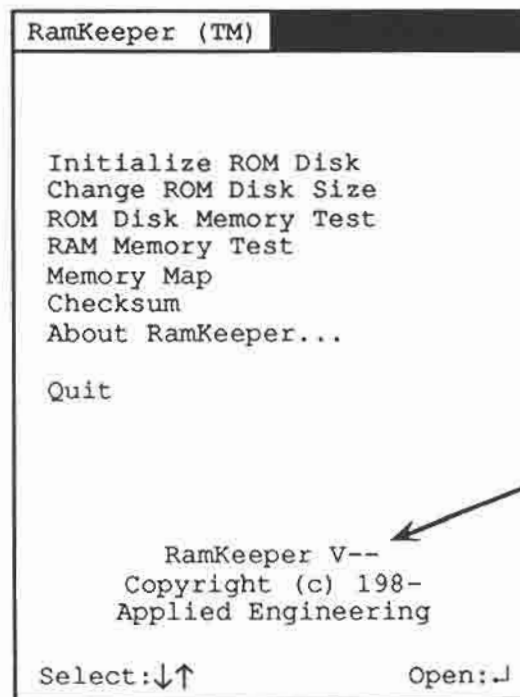 RamKeeper (TM)
Initialize ROM Disk
Change ROM Disk Size
ROM Disk Memory Test
RAM Memory Test
Memory Map
Checksum
About RamKeeper...
Quit
RamKeeper V--
Copyright (c) 198-
Applied Engineering
Select:↓↑ Open:↵